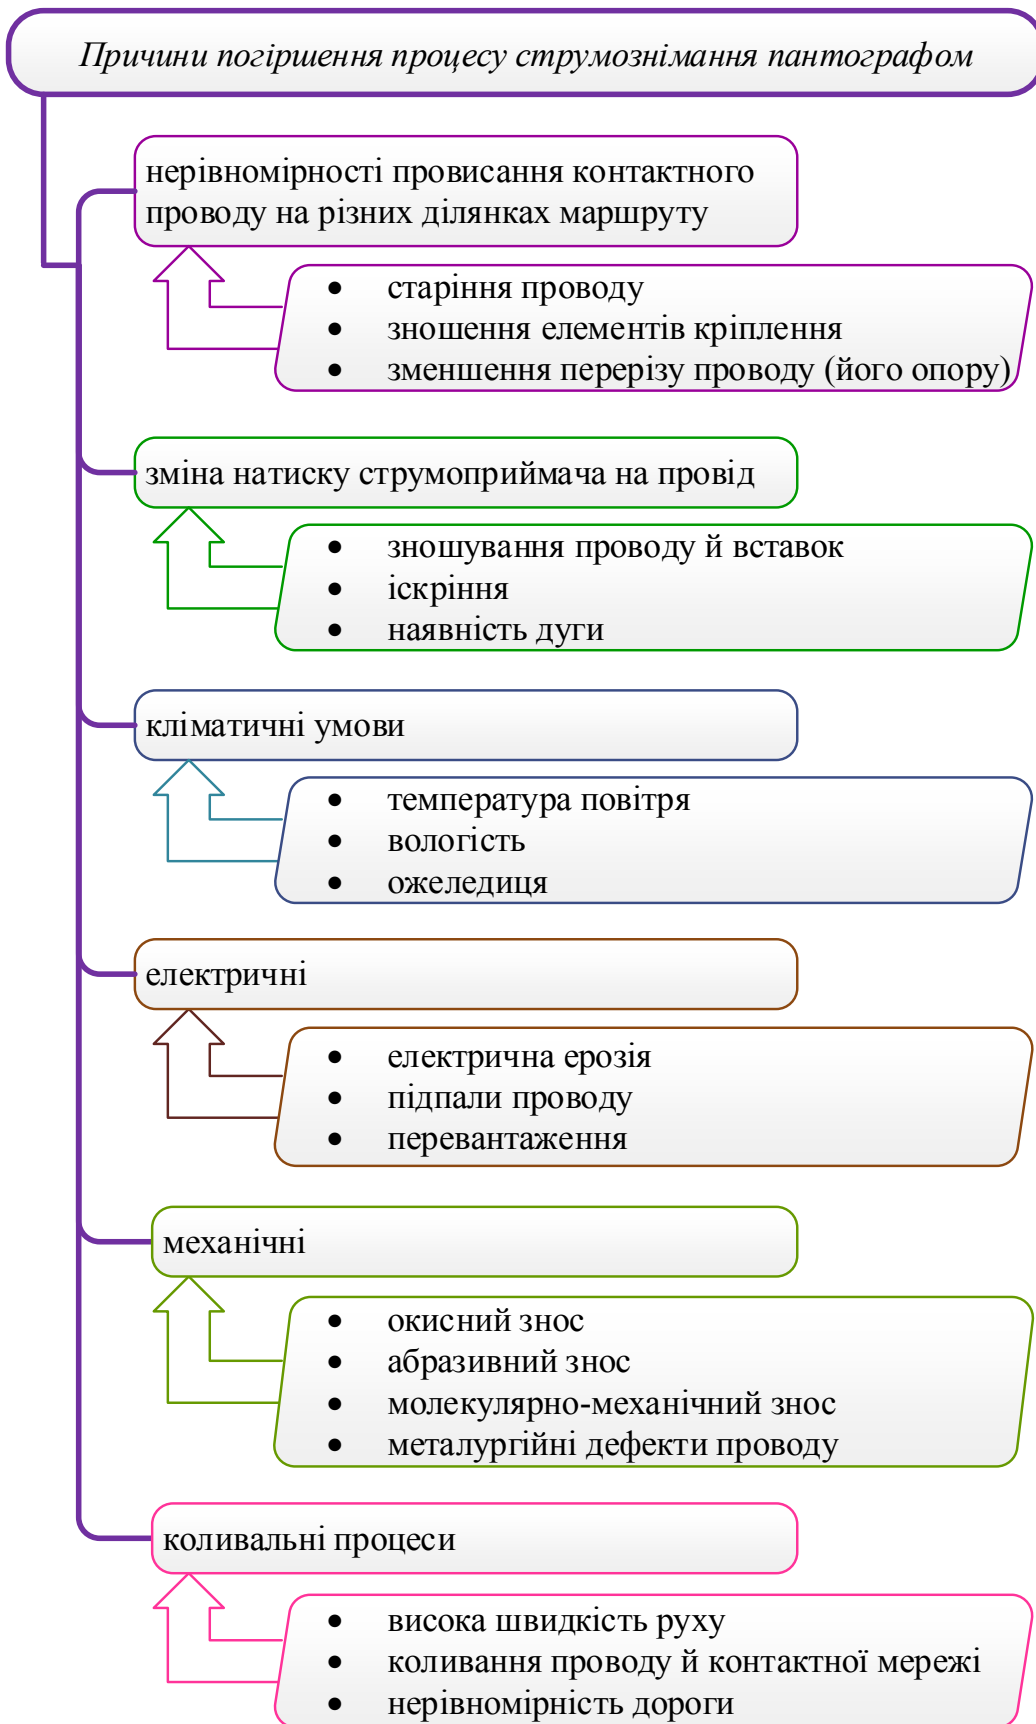 Причини погіршення процесу струмознімання пантографом
нерівномірності провисання контактного
проводу на різних ділянках маршруту
• старіння проводу
• зношення елементів кріплення
• зменшення перерізу проводу (його опору)
зміна натиску струмоприймача на провід
• зношування проводу й вставок
• іскріння
• наявність дуги
кліматичні умови
• температура повітря
• вологість
• ожеледиця
електричні
• електрична ерозія
• підпали проводу
• перевантаження
механічні
• окисний знос
• абразивний знос
• молекулярно-механічний знос
• металургійні дефекти проводу
коливальні процеси
• висока швидкість руху
• коливання проводу й контактної мережі
• нерівномірність дороги